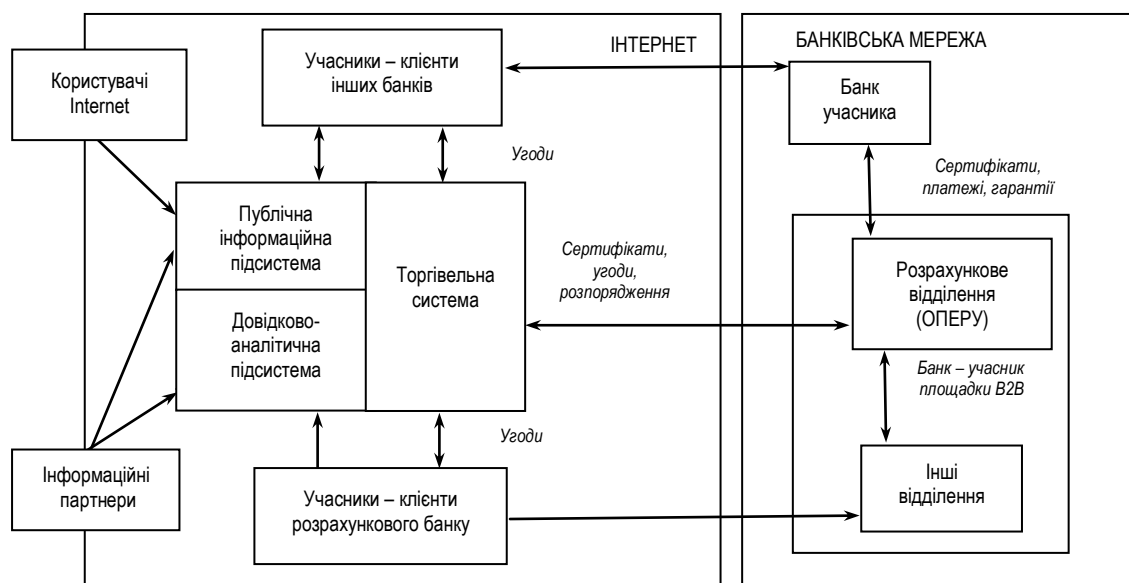 ІНТЕРНЕТ
БАНКІВСЬКА МЕРЕЖА
Користувачі
Internet
Учасники – клієнти
інших банків
Банк
учасника
Угоди
Сертифікати,
платежі, гарантії
Публічна
інформаційна
підсистема
Торгівельна
система
Сертифікати,
угоди,
розпорядження
Розрахункове
відділення
(ОПЕРУ)
Довідково-
аналітична
підсистема
Банк – учасник
площадки B2B
Угоди
Інформаційні
партнери
Учасники – клієнти
розрахункового банку
Інші
відділення